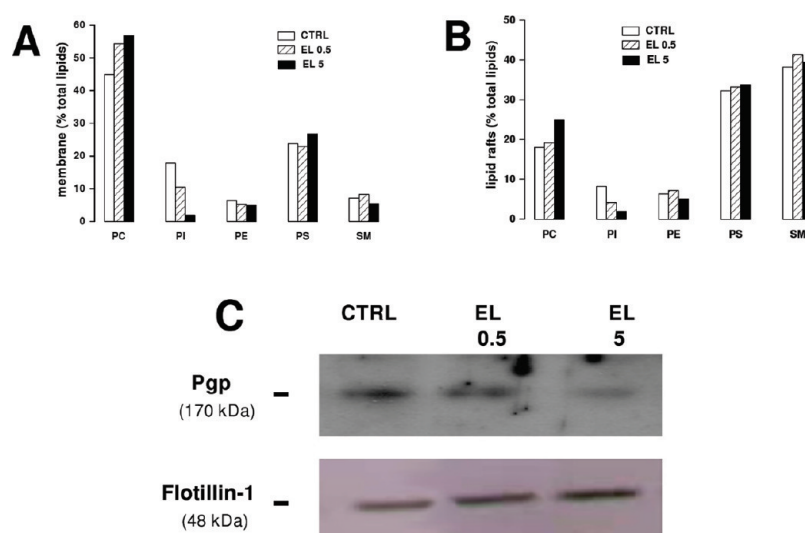 A
membrane (% total lipids)
60
50
40
30
20
10
0
CTRL
EL 0.5
EL 5
PC PI PE PS SM
B
lipid rafts (% total lipids)
50
40
30
20
10
0
CTRL
EL 0.5
EL 5
PC PI PE PS SM
C
CTRL EL EL
0.5 5
Pgp
(170 kDa)
Flotillin-1
(48 kDa)